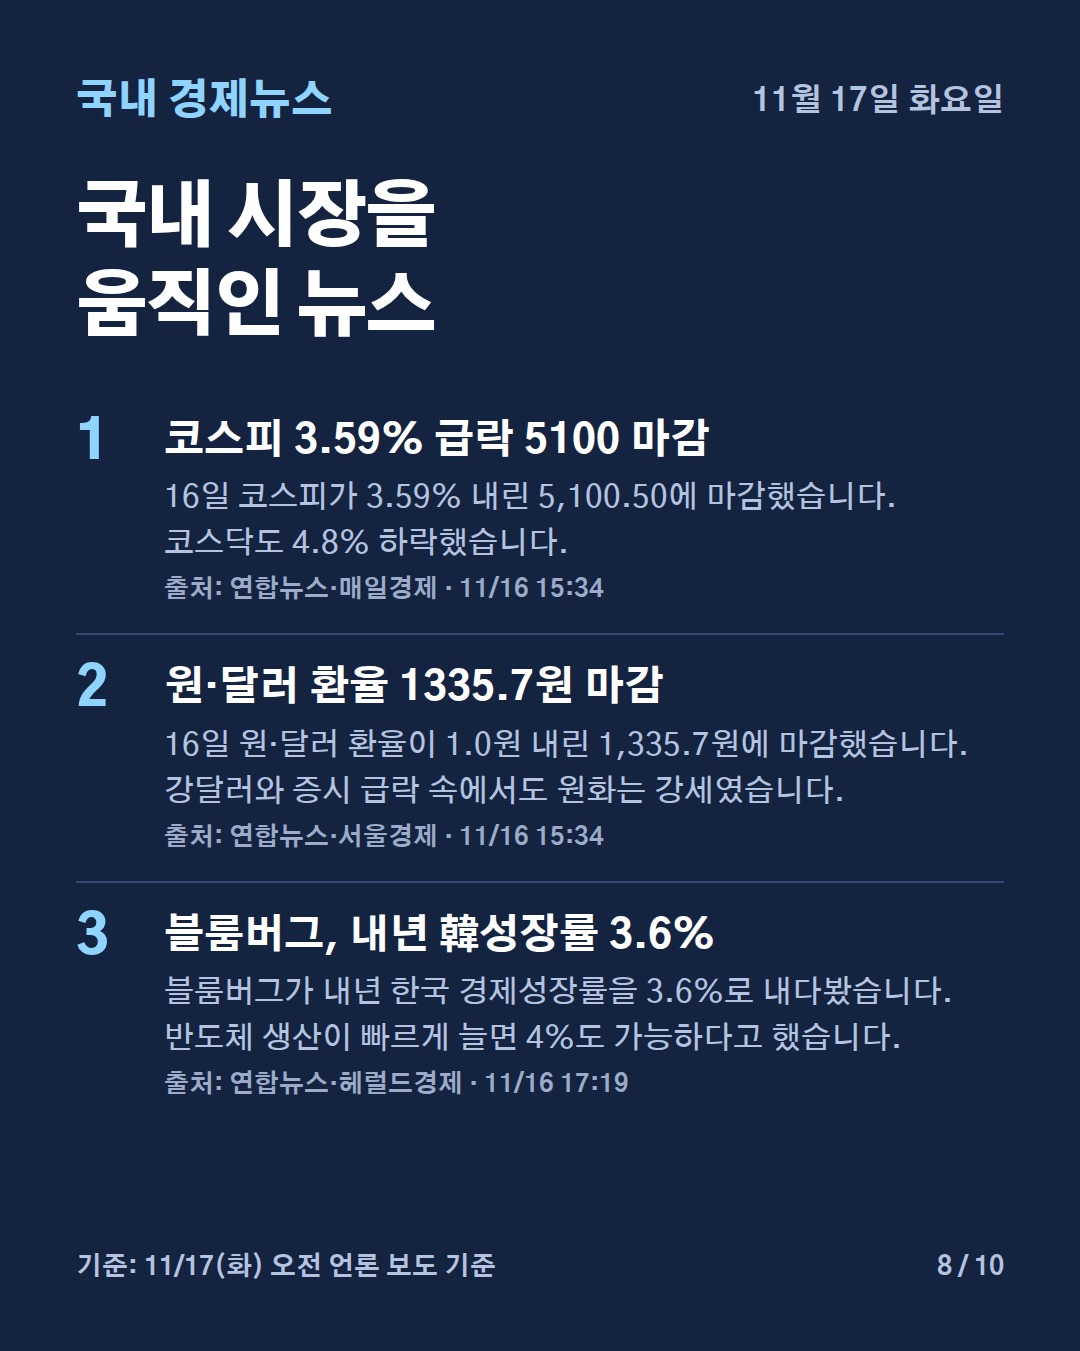 국내 경제뉴스
11월 17일 화요일
국내 시장을
움직인 뉴스
1
코스피 3.59% 급락 5100 마감
16일 코스피가 3.59% 내린 5,100.50에 마감했습니다.
코스닥도 4.8% 하락했습니다.
출처: 연합뉴스·매일경제 · 11/16 15:34
2
원·달러 환율 1335.7원 마감
16일 원·달러 환율이 1.0원 내린 1,335.7원에 마감했습니다.
강달러와 증시 급락 속에서도 원화는 강세였습니다.
출처: 연합뉴스·서울경제 · 11/16 15:34
3
블룸버그, 내년 韓성장률 3.6%
블룸버그가 내년 한국 경제성장률을 3.6%로 내다봤습니다.
반도체 생산이 빠르게 늘면 4%도 가능하다고 했습니다.
출처: 연합뉴스·헤럴드경제 · 11/16 17:19
기준: 11/17(화) 오전 언론 보도 기준
8 / 10